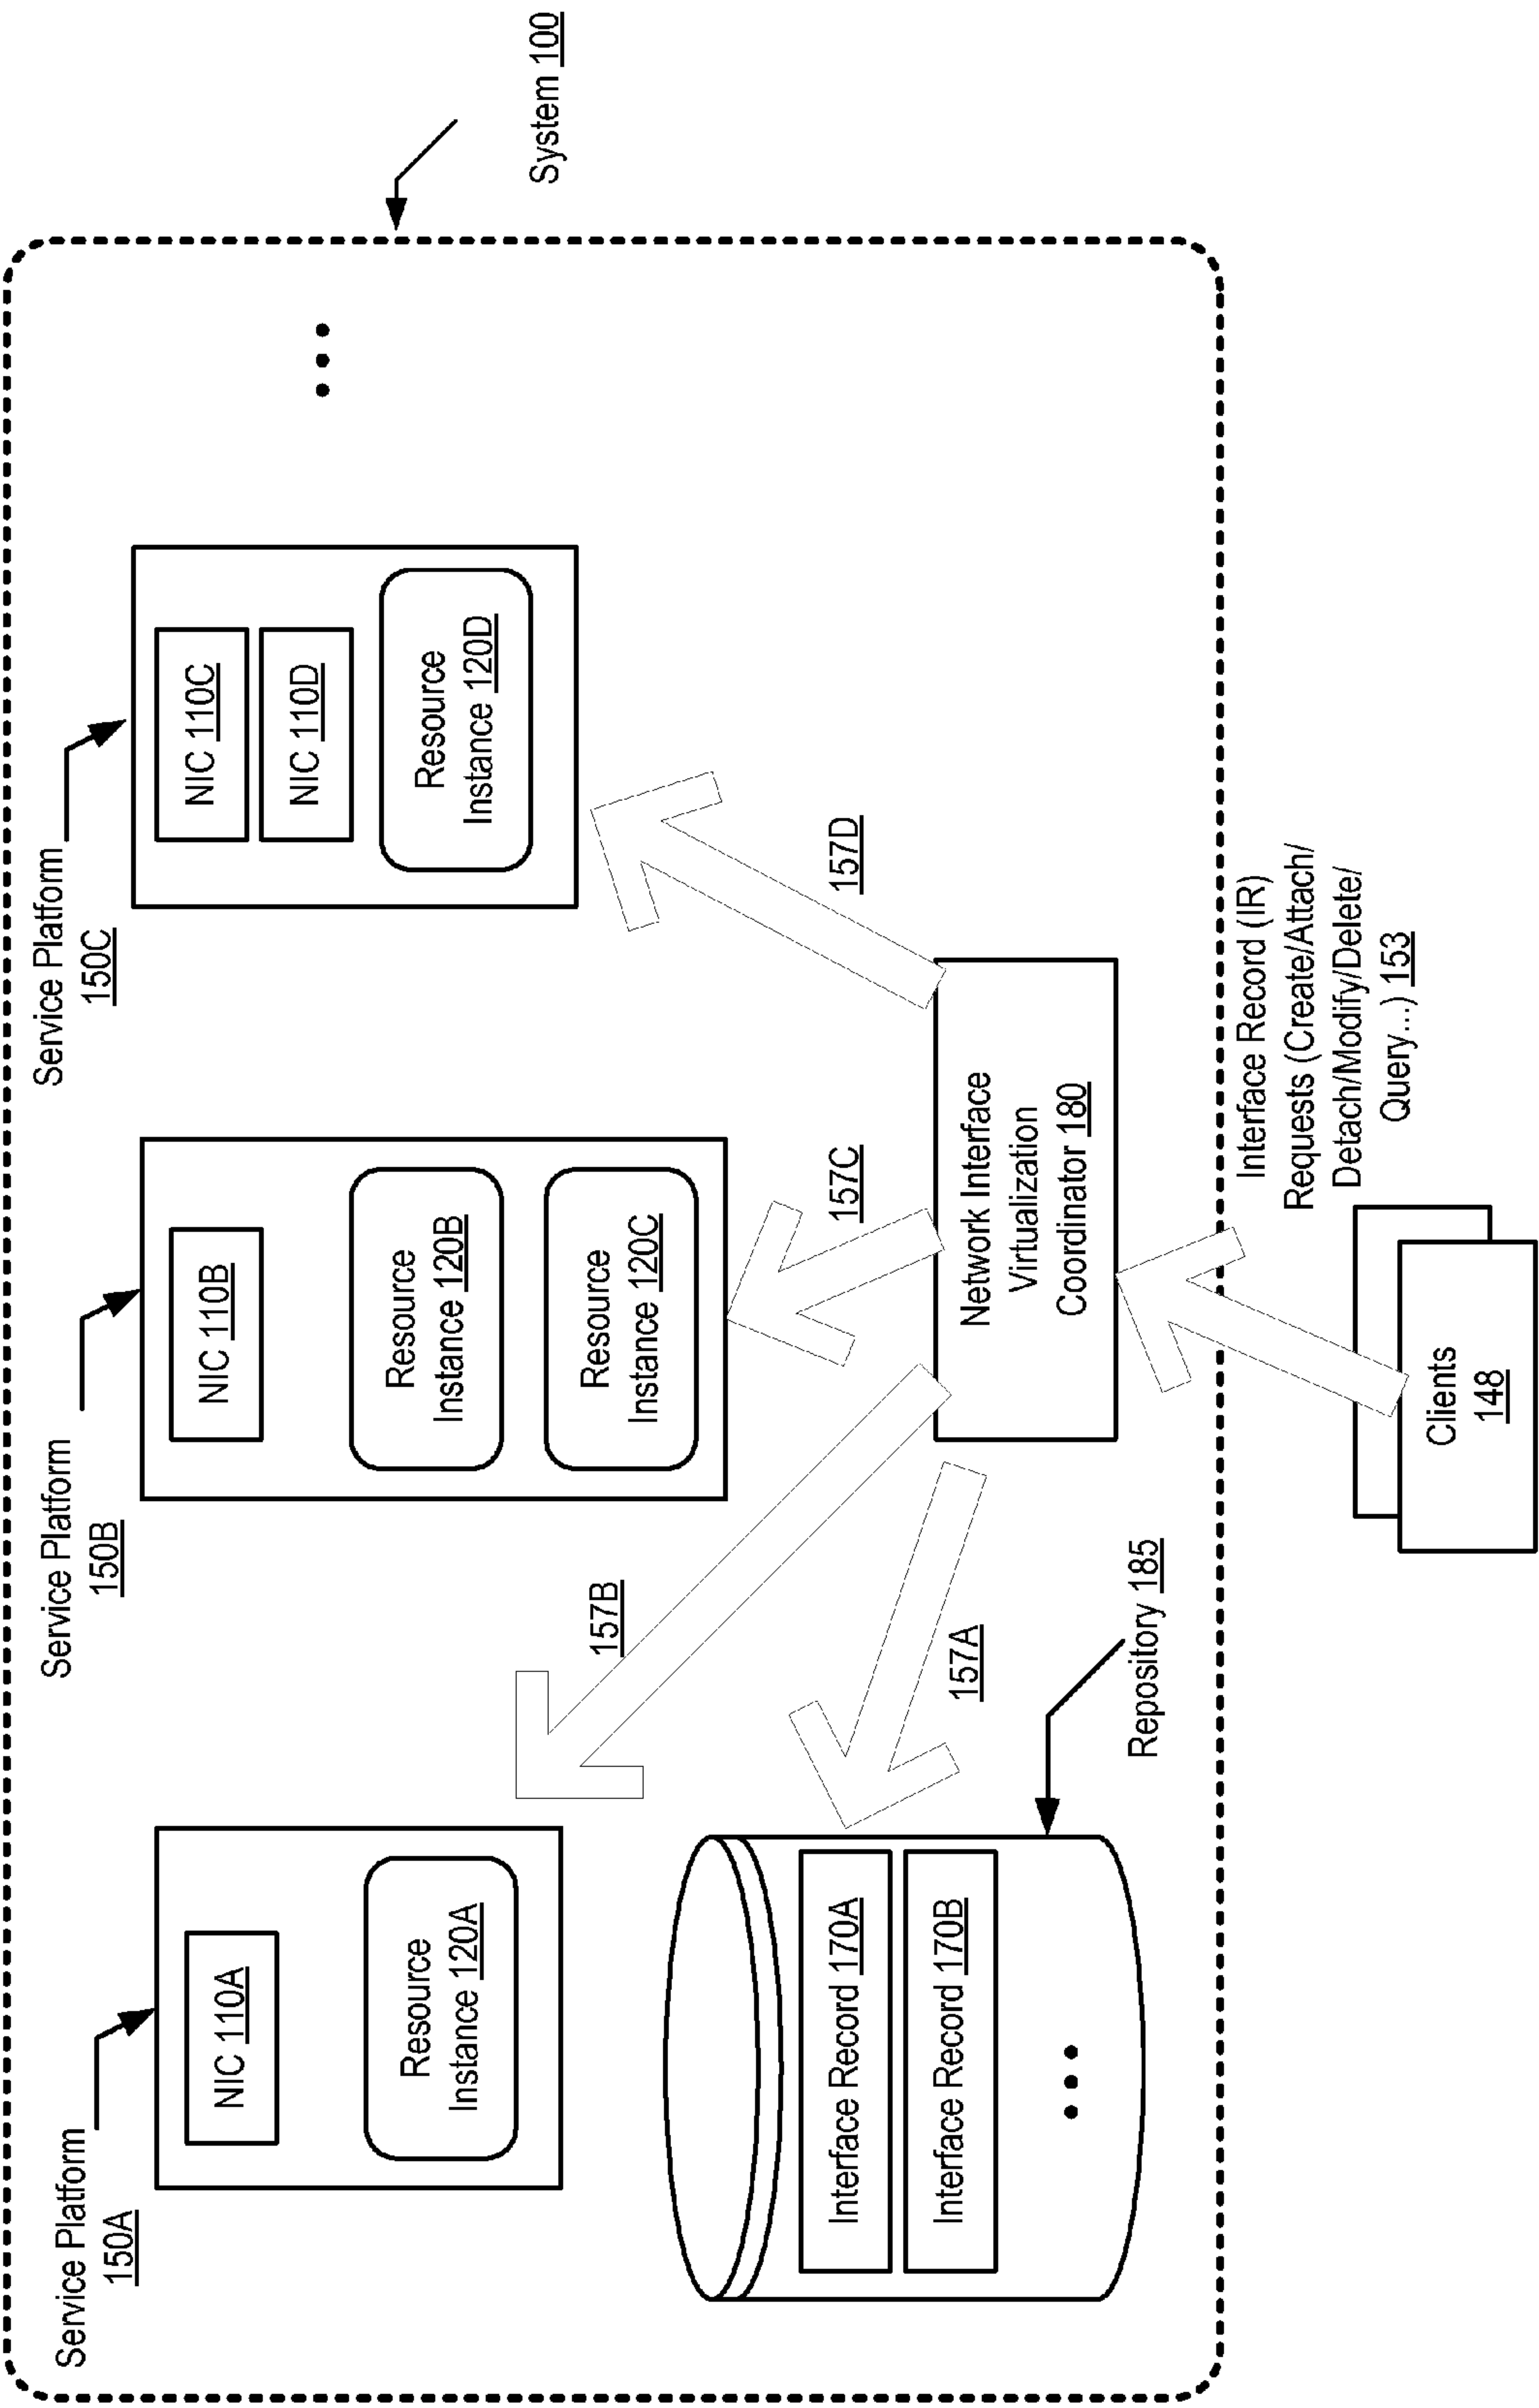 System 100
Service Platform
150A
NIC 110A
Resource
Instance 120A
Service Platform
150B
NIC 110B
Resource
Instance 120B
Resource
Instance 120C
Service Platform
150C
NIC 110C
NIC 110D
Resource
Instance 120D
157B
157C
157D
157A
Interface Record 170A
Interface Record 170B
Repository 185
Network Interface
Virtualization
Coordinator 180
Interface Record (IR)
Requests (Create/Attach/
Detach/Modify/Delete/
Query...) 153
Clients
148